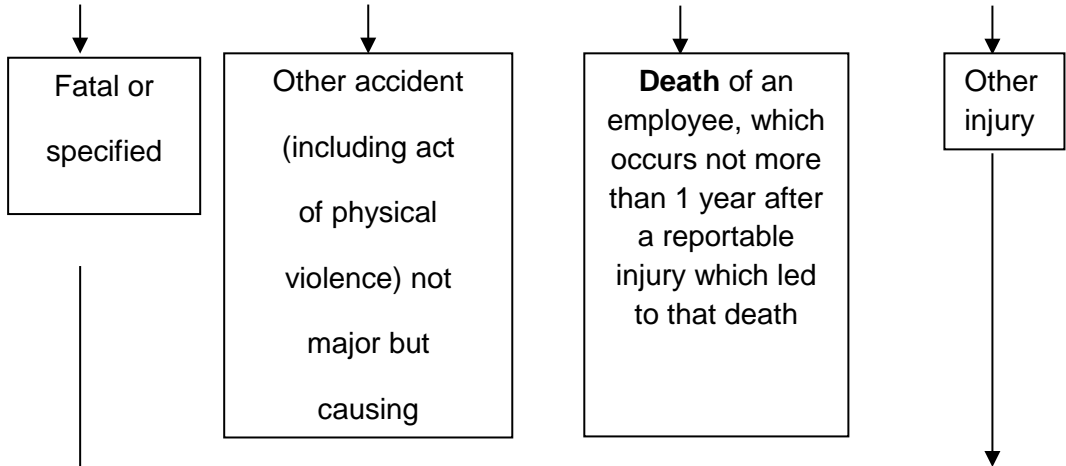 Fatal or
specified
Other accident
(including act
of physical
violence) not
major but
causing
Death of an
employee, which
occurs not more
than 1 year after
a reportable
injury which led
to that death
Other
injury